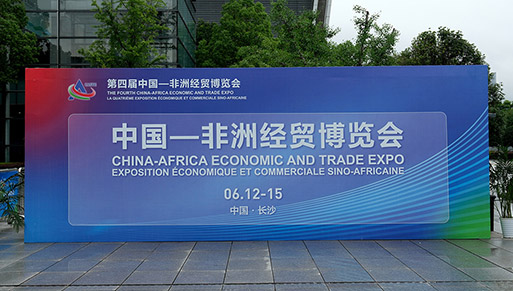 第四届中国—非洲经贸博览会
THE FOURTH CHINA-AFRICA ECONOMIC AND TRADE EXPO
LA QUATRIÈME EXPOSITION ÉCONOMIQUE ET COMMERCIALE SINO-AFRICAINE
中国—非洲经贸博览会
CHINA-AFRICA ECONOMIC AND TRADE EXPO
EXPOSITION ÉCONOMIQUE ET COMMERCIALE SINO-AFRICAINE
06.12-15
中国·长沙